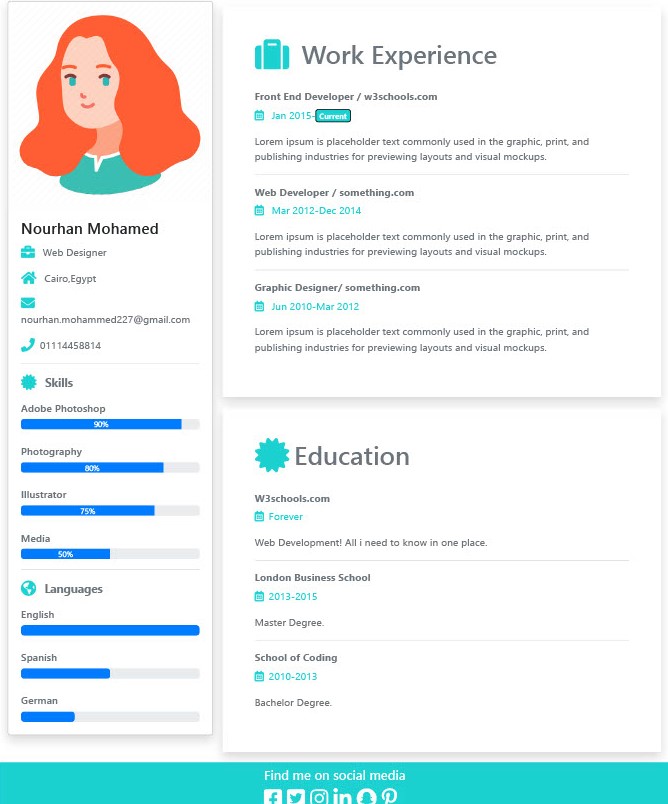 Nourhan Mohamed
Web Designer
Cairo,Egypt
nourhan.mohammed227@gmail.com
01114458814
Skills
Adobe Photoshop
90%
Photography
80%
Illustrator
75%
Media
50%
Languages
English
Spanish
German
Work Experience
Front End Developer / w3schools.com
Jan 2015-Current
Lorem ipsum is placeholder text commonly used in the graphic, print, and
publishing industries for previewing layouts and visual mockups.
Web Developer / something.com
Mar 2012-Dec 2014
Lorem ipsum is placeholder text commonly used in the graphic, print, and
publishing industries for previewing layouts and visual mockups.
Graphic Designer/ something.com
Jun 2010-Mar 2012
Lorem ipsum is placeholder text commonly used in the graphic, print, and
publishing industries for previewing layouts and visual mockups.
Education
W3schools.com
Forever
Web Development! All i need to know in one place.
London Business School
2013-2015
Master Degree.
School of Coding
2010-2013
Bachelor Degree.
Find me on social media